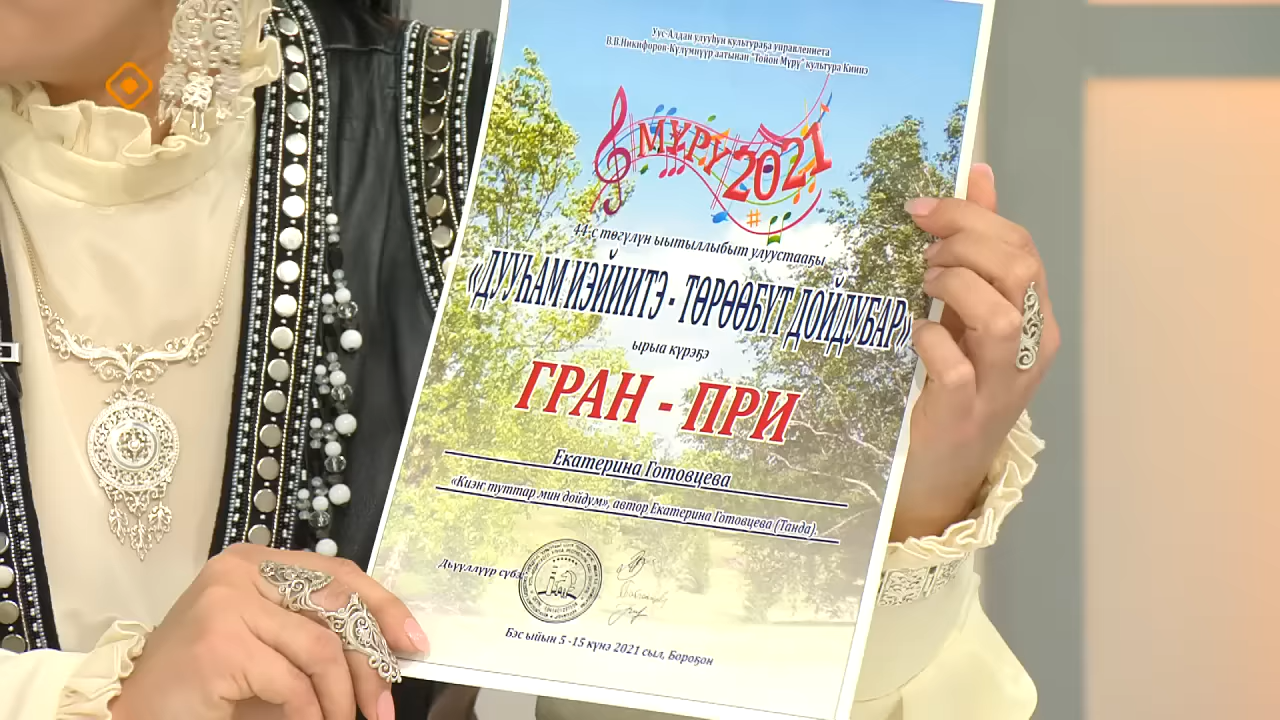 Уус-Алдан улууһун культураҕа управлениета
В.В.Никифоров-Күлүмнүүр аатынан "Тойон Мүрү" культура Киинэ
МҮРҮ 2021
44-с төгүлүн ыытыллыбыт улуустааҕы
«ДУУҺАМ ИЭЙИИТЭ - ТӨРӨӨБҮТ ДОЙДУБАР»
ырыа күрэҕэ
ГРАН - ПРИ
Екатерина Готовцева
«Киэҥ туттар мин дойдум», автор Екатерина Готовцева (Танда).
Дьүүллүүр сүбэ:
Бэс ыйын 5 -15 күнэ 2021 сыл, Бороҕон